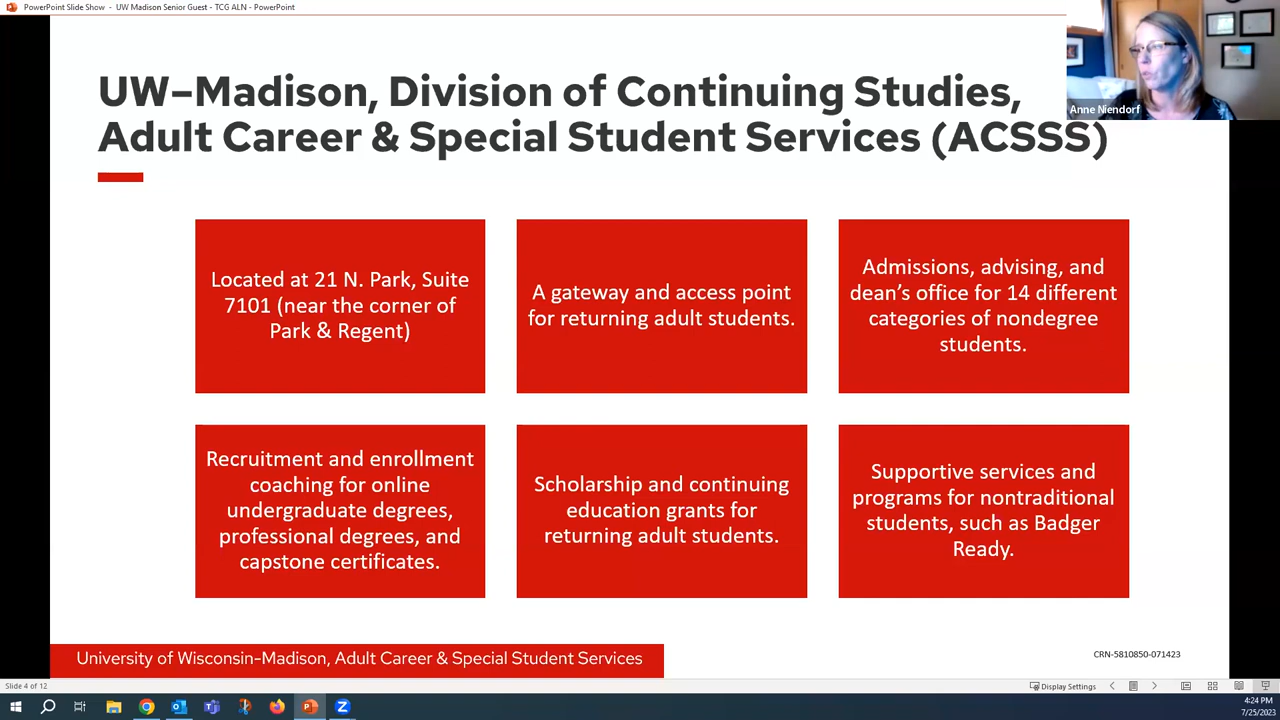 PowerPoint Slide Show - UW Madison Senior Guest - TCG ALN - PowerPoint
Anne Niendorf
UW–Madison, Division of Continuing Studies,
Adult Career & Special Student Services (ACSSS)
Located at 21 N. Park, Suite
7101 (near the corner of
Park & Regent)
A gateway and access point
for returning adult students.
Admissions, advising, and
dean’s office for 14 different
categories of nondegree
students.
Recruitment and enrollment
coaching for online
undergraduate degrees,
professional degrees, and
capstone certificates.
Scholarship and continuing
education grants for
returning adult students.
Supportive services and
programs for nontraditional
students, such as Badger
Ready.
University of Wisconsin-Madison, Adult Career & Special Student Services
CRN-5810850-071423
Slide 4 of 12
Display Settings
4:24 PM
7/25/2023